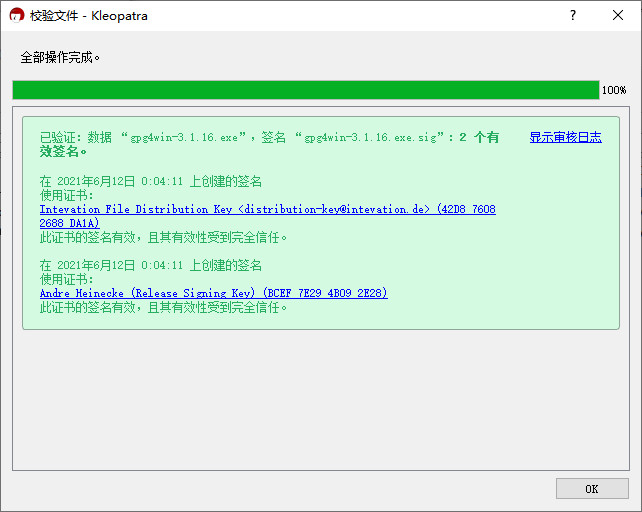 校验文件 - Kleopatra
全部操作完成。
100%
已验证: 数据 “gpg4win-3.1.16.exe”, 签名 “gpg4win-3.1.16.exe.sig”: 2 个有
效签名。
显示审核日志
在 2021年6月12日 0:04:11 上创建的签名
使用证书:
Intevation File Distribution Key <distribution-key@intevation.de> (42D8 7608
2688 DA1A)
此证书的签名有效, 且其有效性受到完全信任。
在 2021年6月12日 0:04:11 上创建的签名
使用证书:
Andre Heinecke (Release Signing Key) (BCEF 7E29 4B09 2E28)
此证书的签名有效, 且其有效性受到完全信任。
OK